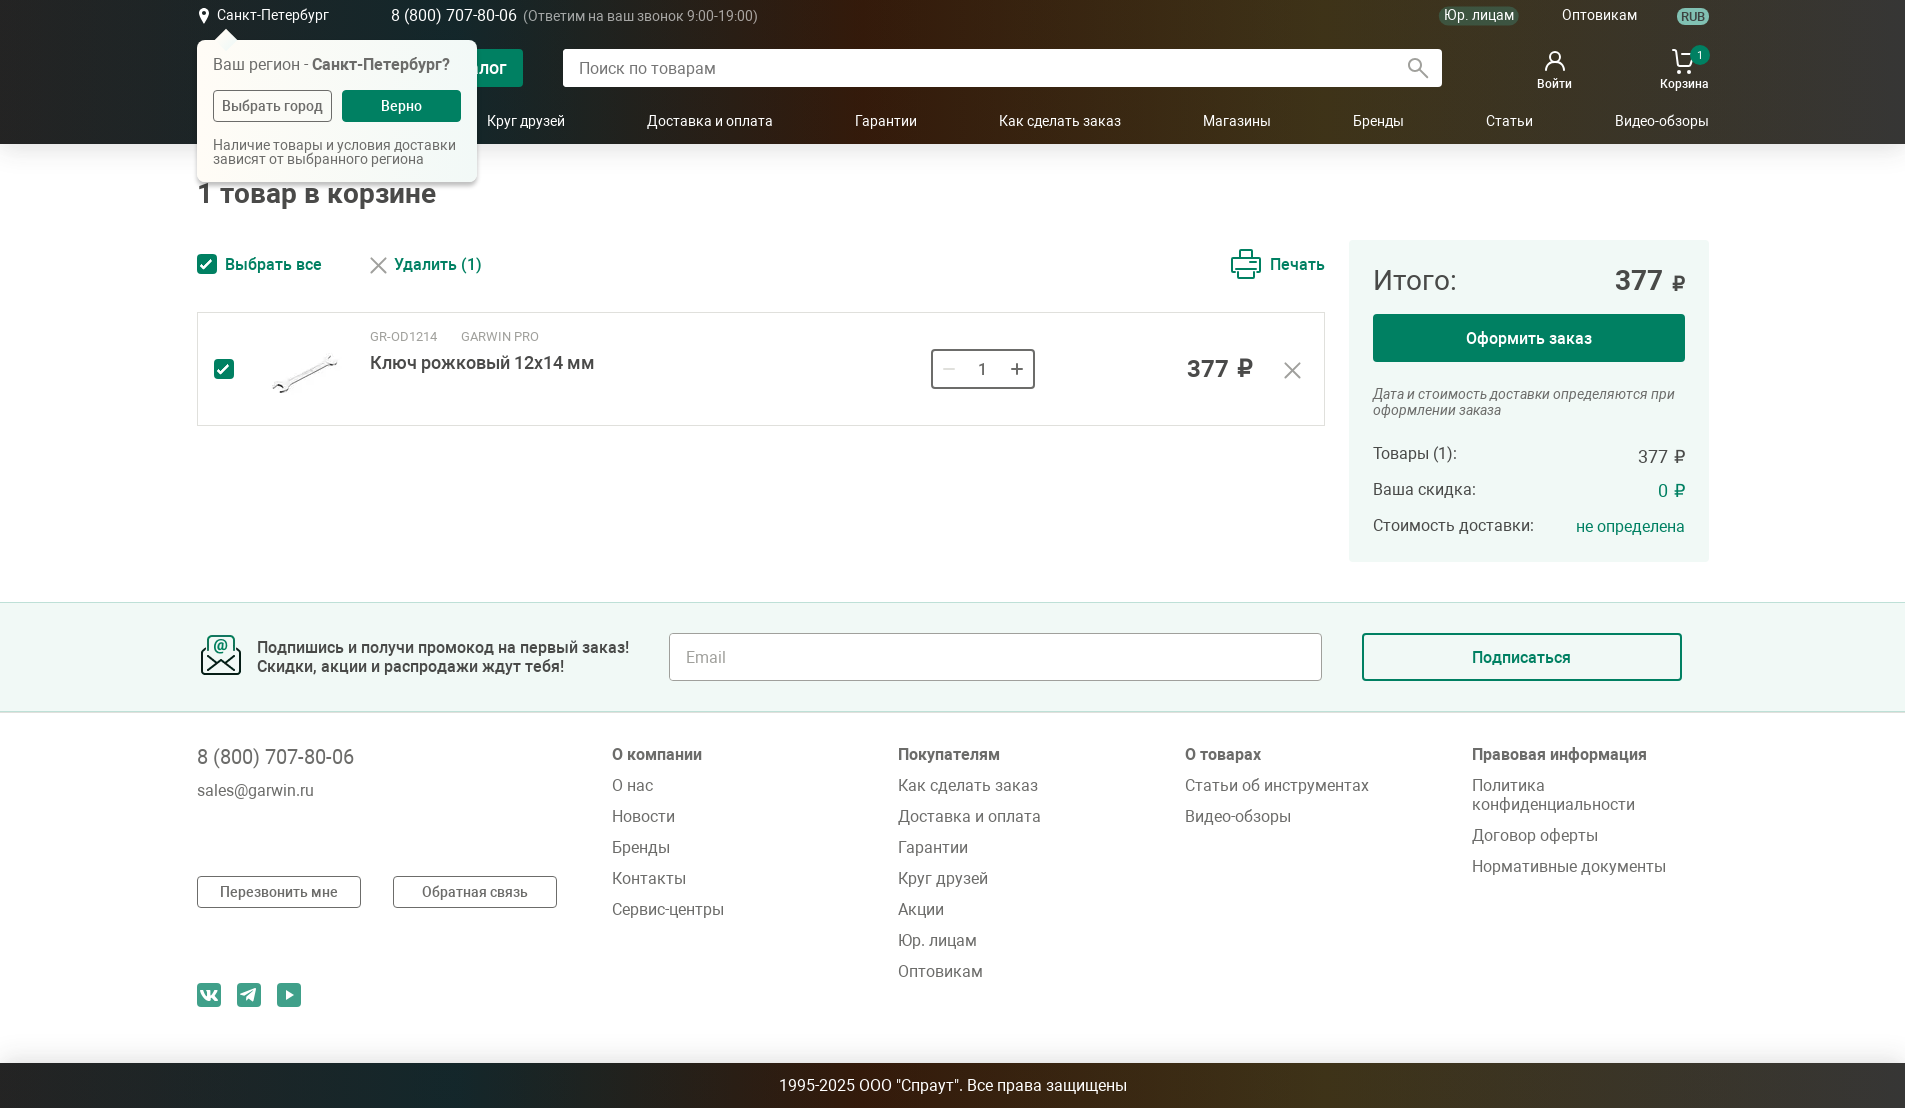 Санкт-Петербург
8 (800) 707-80-06 (Ответим на ваш звонок 9:00-19:00)
Юр. лицам
Оптовикам
RUB
Ваш регион - Санкт-Петербург?
Выбрать город
Верно
Наличие товары и условия доставки
зависят от выбранного региона
Поиск по товарам
Войти
1
Корзина
Круг друзей
Доставка и оплата
Гарантии
Как сделать заказ
Магазины
Бренды
Статьи
Видео-обзоры
1 товар в корзине
Выбрать все
Удалить (1)
Печать
GR-OD1214 GARWIN PRO
Ключ рожковый 12х14 мм
1
377 ₽
Итого: 377 ₽
Оформить заказ
Дата и стоимость доставки определяются при
оформлении заказа
Товары (1): 377 ₽
Ваша скидка: 0 ₽
Стоимость доставки: не определена
Подпишись и получи промокод на первый заказ!
Скидки, акции и распродажи ждут тебя!
Email
Подписаться
8 (800) 707-80-06
sales@garwin.ru
Перезвонить мне
Обратная связь
О компании
О нас
Новости
Бренды
Контакты
Сервис-центры
Покупателям
Как сделать заказ
Доставка и оплата
Гарантии
Круг друзей
Акции
Юр. лицам
Оптовикам
О товарах
Статьи об инструментах
Видео-обзоры
Правовая информация
Политика
конфиденциальности
Договор оферты
Нормативные документы
1995-2025 ООО "Спраут". Все права защищены